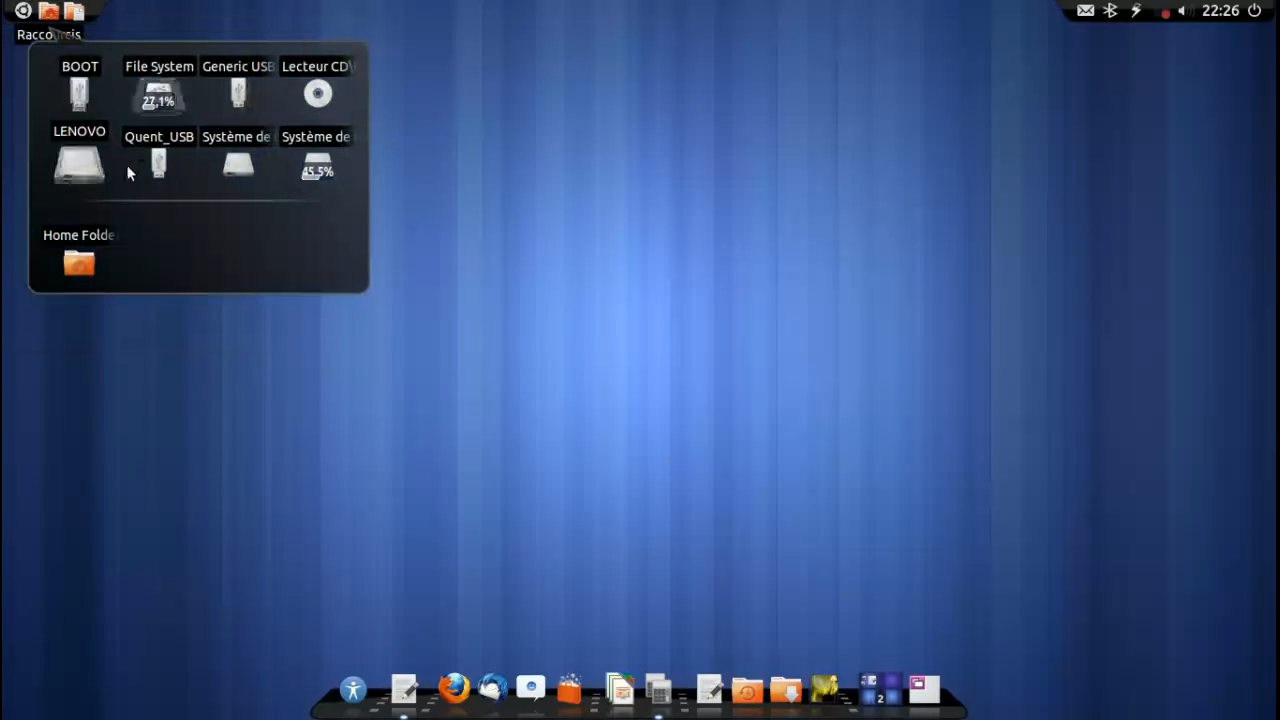 22:26
Raccourcis
BOOT File System Generic USB Lecteur CD
27,1%
LENOVO Quent_USB Système de Système de
45,5%
Home Folde
2